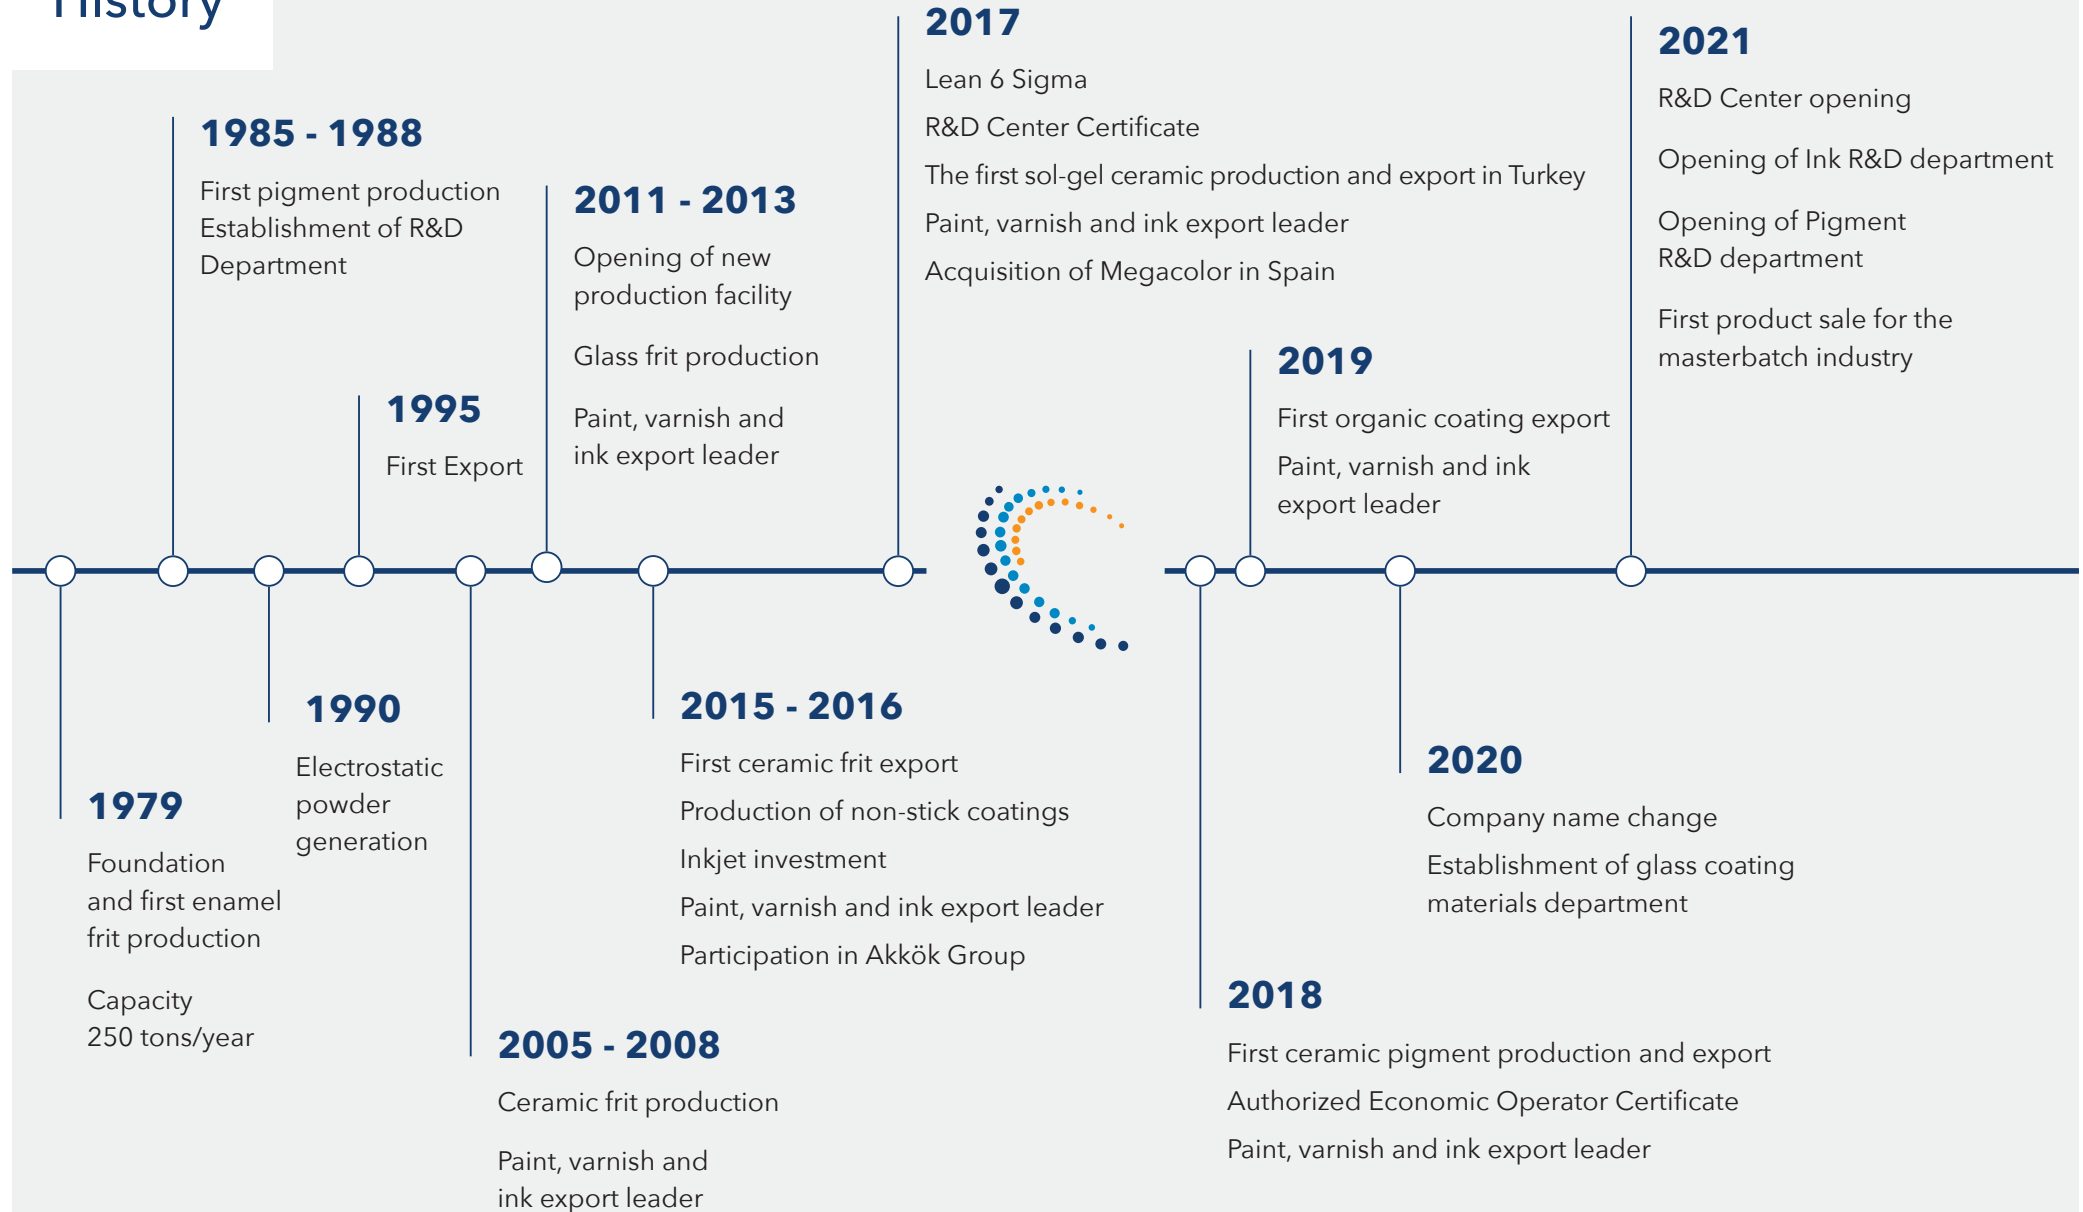 History
1979
Foundation
and first enamel
frit production
Capacity
250 tons/year
1985 - 1988
First pigment production
Establishment of R&D
Department
1990
Electrostatic
powder
generation
1995
First Export
2005 - 2008
Ceramic frit production
Paint, varnish and
ink export leader
2011 - 2013
Opening of new
production facility
Glass frit production
Paint, varnish and
ink export leader
2015 - 2016
First ceramic frit export
Production of non-stick coatings
Inkjet investment
Paint, varnish and ink export leader
Participation in Akkök Group
2017
Lean 6 Sigma
R&D Center Certificate
The first sol-gel ceramic production and export in Turkey
Paint, varnish and ink export leader
Acquisition of Megacolor in Spain
2018
First ceramic pigment production and export
Authorized Economic Operator Certificate
Paint, varnish and ink export leader
2019
First organic coating export
Paint, varnish and ink
export leader
2020
Company name change
Establishment of glass coating
materials department
2021
R&D Center opening
Opening of Ink R&D department
Opening of Pigment
R&D department
First product sale for the
masterbatch industry